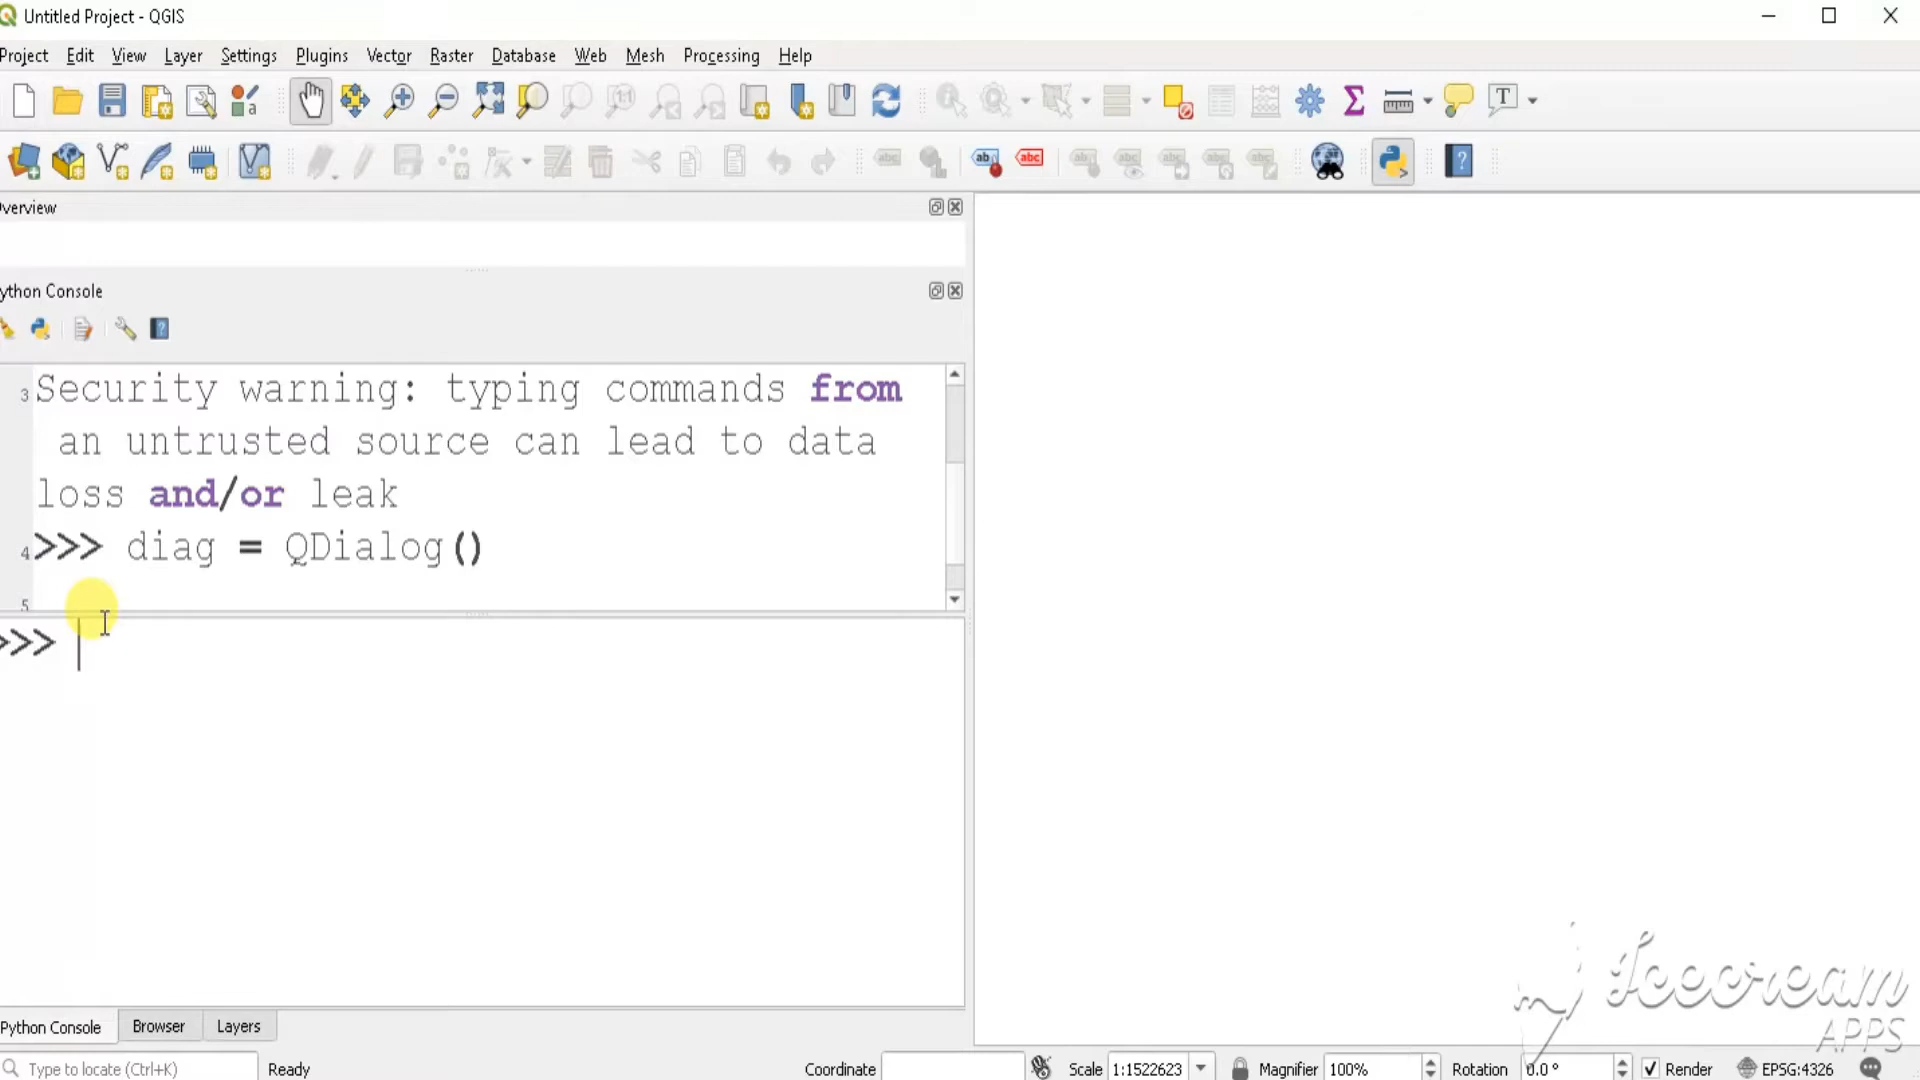 Untitled Project - QGIS
Project Edit View Layer Settings Plugins Vector Raster Database Web Mesh Processing Help
verview
ython Console
3 Security warning: typing commands from
an untrusted source can lead to data
loss and/or leak
4 >>> diag = QDialog()
5
>>>
Python Console Browser Layers
Type to locate (Ctrl+K) Ready Coordinate Scale 1:1522623 Magnifier 100% Rotation 0.0 ° Render EPSG:4326
Icecream
APPS